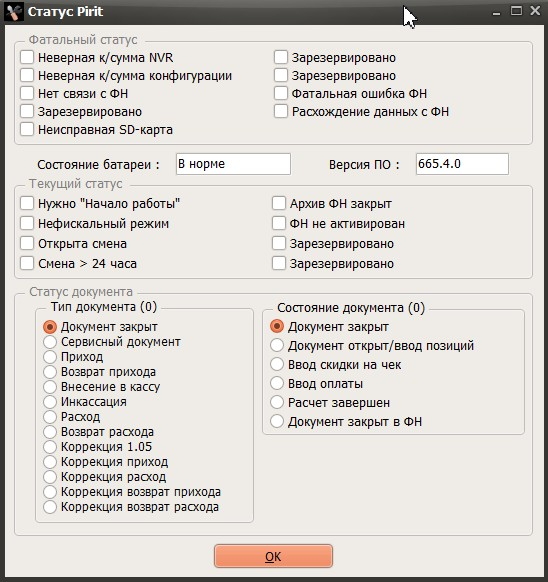 Статус Pirit
Фатальный статус
Неверная к/сумма NVR
Зарезервировано
Неверная к/сумма конфигурации
Зарезервировано
Нет связи с ФН
Фатальная ошибка ФН
Зарезервировано
Расхождение данных с ФН
Неисправная SD-карта
Состояние батареи : В норме Версия ПО : 665.4.0
Текущий статус
Нужно "Начало работы"
Архив ФН закрыт
Нефискальный режим
ФН не активирован
Открыта смена
Зарезервировано
Смена > 24 часа
Зарезервировано
Статус документа
Тип документа (0)
Документ закрыт
Сервисный документ
Приход
Возврат прихода
Внесение в кассу
Инкассация
Расход
Возврат расхода
Коррекция 1.05
Коррекция приход
Коррекция расход
Коррекция возврат прихода
Коррекция возврат расхода
Состояние документа (0)
Документ закрыт
Документ открыт/ввод позиций
Ввод скидки на чек
Ввод оплаты
Расчет завершен
Документ закрыт в ФН
OK